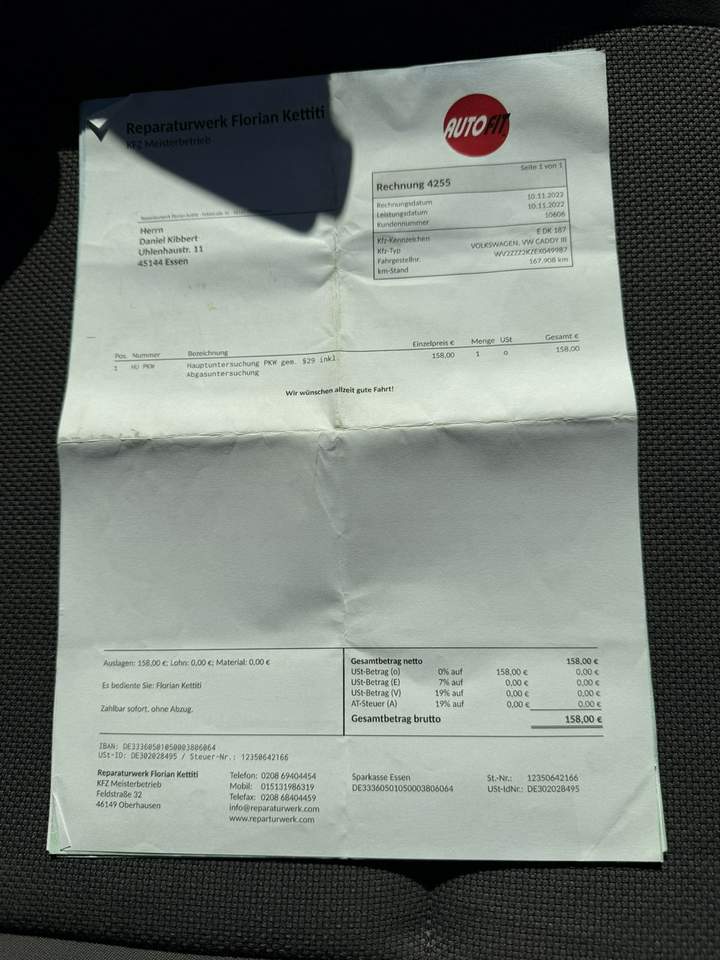 Reparaturwerk Florian Kettiti
KFZ Meisterbetrieb
AUTOFIT
Seite 1 von 1
Rechnung 4255
Rechnungsdatum 10.11.2022
Leistungsdatum 10.11.2022
Kundennummer 10606
Kfz-Kennzeichen E DK 187
Kfz-Typ VOLKSWAGEN, VW CADDY III
Fahrgestellnr. WV2ZZZ2KZEX049987
km-Stand 167.908 km
Herrn
Daniel Kibbert
Uhlenhaustr. 11
45144 Essen
Pos. Nummer Bezeichnung Einzelpreis € Menge USt Gesamt €
1 HU PKW Hauptuntersuchung PKW gem. §29 inkl. 158,00 1 o 158,00
Abgasuntersuchung
Wir wünschen allzeit gute Fahrt!
Auslagen: 158,00 €; Lohn: 0,00 €; Material: 0,00 €
Es bediente Sie: Florian Kettiti
Zahlbar sofort, ohne Abzug.
Gesamtbetrag netto 158,00 €
USt-Betrag (o) 0% auf 158,00 € 0,00 €
USt-Betrag (E) 7% auf 0,00 € 0,00 €
USt-Betrag (V) 19% auf 0,00 € 0,00 €
AT-Steuer (A) 19% auf 0,00 € 0,00 €
Gesamtbetrag brutto 158,00 €
IBAN: DE33360501050003806064
USt-ID: DE302028495 / Steuer-Nr.: 12350642166
Reparaturwerk Florian Kettiti
KFZ Meisterbetrieb
Feldstraße 32
46149 Oberhausen
Telefon: 0208 69404454
Mobil: 015131986319
Telefax: 0208 68404459
info@reparaturwerk.com
www.reparturwerk.com
Sparkasse Essen
DE33360501050003806064
St.-Nr.: 12350642166
USt-IdNr.: DE302028495